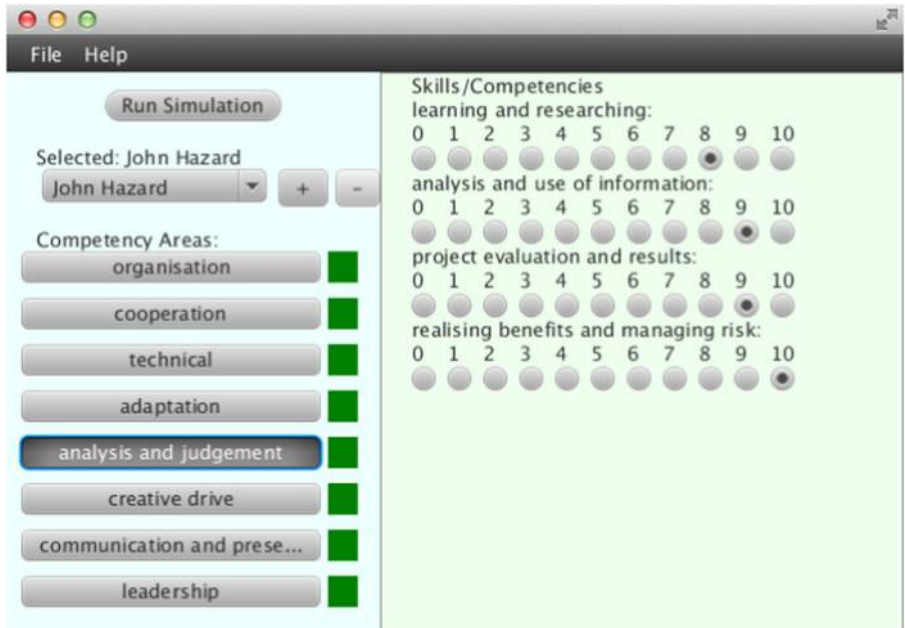 File Help
Run Simulation
Selected: John Hazard
John Hazard
+ -
Competency Areas:
organisation
cooperation
technical
adaptation
analysis and judgement
creative drive
communication and prese...
leadership
Skills/Competencies
learning and researching:
0 1 2 3 4 5 6 7 8 9 10
analysis and use of information:
0 1 2 3 4 5 6 7 8 9 10
project evaluation and results:
0 1 2 3 4 5 6 7 8 9 10
realising benefits and managing risk:
0 1 2 3 4 5 6 7 8 9 10